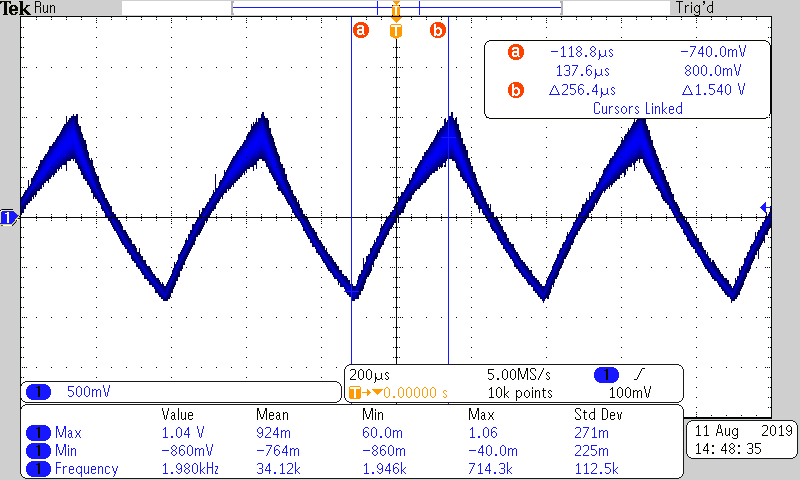 Tek Run Trig'd
T
a b
T
a -118.8µs -740.0mV
137.6µs 800.0mV
b Δ256.4µs Δ1.540 V
Cursors Linked
1
1 500mV
200µs 5.00MS/s 1
T→▼0.00000 s 10k points 100mV
Value Mean Min Max Std Dev
1 Max 1.04 V 924m 60.0m 1.06 271m
1 Min -860mV -764m -860m -40.0m 225m
1 Frequency 1.980kHz 34.12k 1.946k 714.3k 112.5k
11 Aug 2019
14:48:35